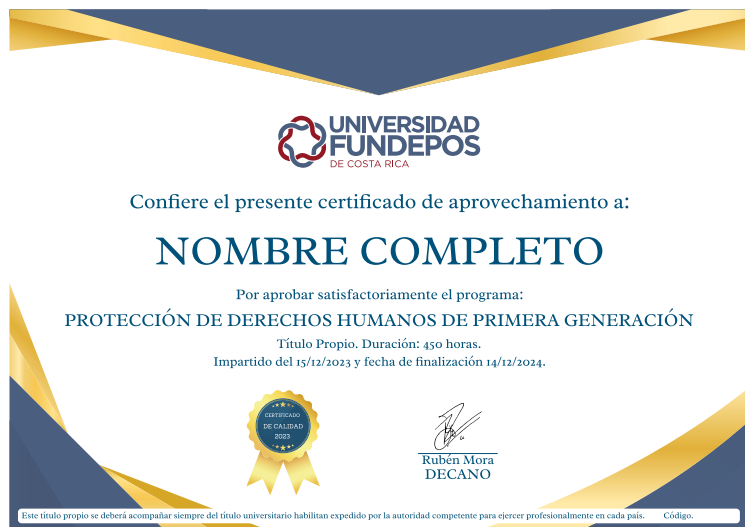 UNIVERSIDAD
FUNDEPOS
DE COSTA RICA
Confiere el presente certificado de aprovechamiento a:
NOMBRE COMPLETO
Por aprobar satisfactoriamente el programa:
PROTECCIÓN DE DERECHOS HUMANOS DE PRIMERA GENERACIÓN
Título Propio. Duración: 450 horas.
Impartido del 15/12/2023 y fecha de finalización 14/12/2024.
CERTIFICADO
DE CALIDAD
2023
Rubén Mora
DECANO
Este título propio se deberá acompañar siempre del título universitario habilitan expedido por la autoridad competente para ejercer profesionalmente en cada país. Código.